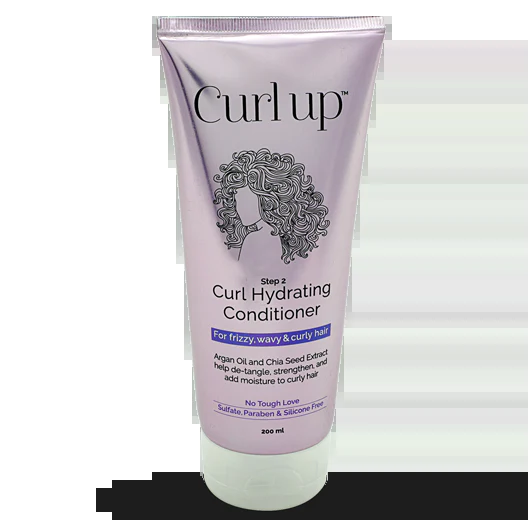 Curl up™
Step 2
Curl Hydrating
Conditioner
For frizzy, wavy & curly hair
Argan Oil and Chia Seed Extract
help de-tangle, strengthen, and
add moisture to curly hair
No Tough Love
Sulfate, Paraben & Silicone Free
200 ml